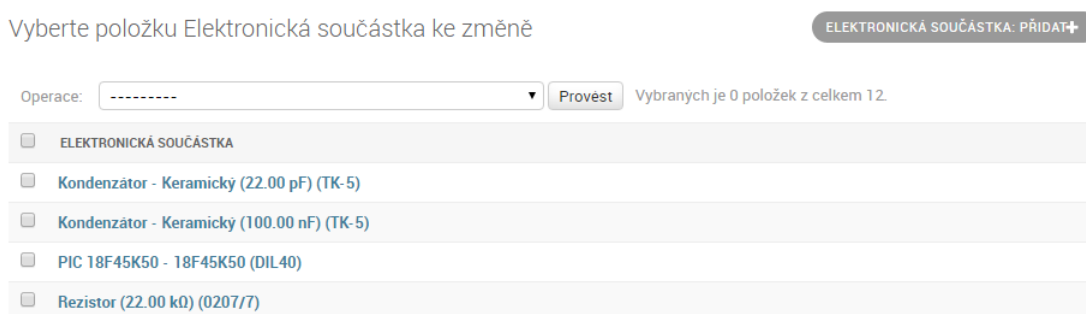 Vyberte položku Elektronická součástka ke změně
ELEKTRONICKÁ SOUČÁSTKA: PŘIDAT+
Operace: --------- Provést Vybraných je 0 položek z celkem 12.
ELEKTRONICKÁ SOUČÁSTKA
Kondenzátor - Keramický (22.00 pF) (TK-5)
Kondenzátor - Keramický (100.00 nF) (TK-5)
PIC 18F45K50 - 18F45K50 (DIL40)
Rezistor (22.00 kΩ) (0207/7)